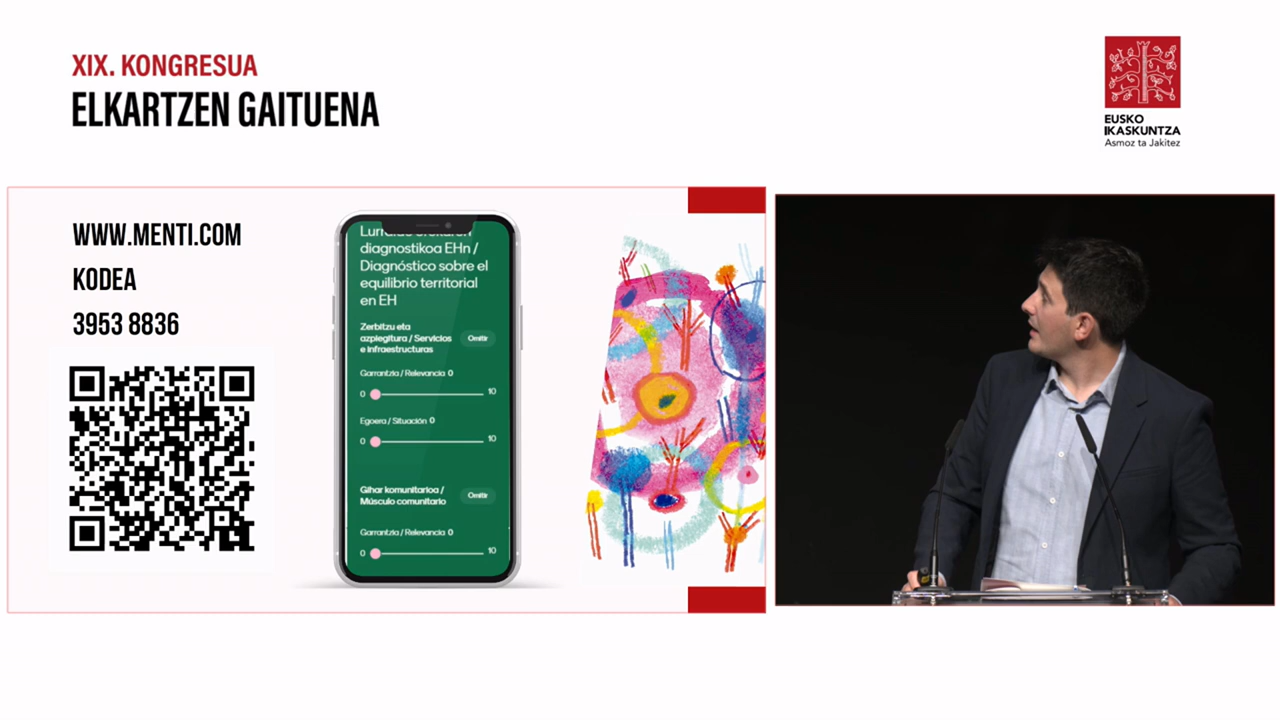 XIX. KONGRESUA
ELKARTZEN GAITUENA
EUSKO
IKASKUNTZA
Asmoz ta Jakitez
WWW.MENTI.COM
KODEA
3953 8836
diagnostikoa EHn /
Diagnóstico sobre el
equilibrio territorial
en EH
Zerbitzu eta
azplegitura / Servicios
e infraestructuras
Omitir
Garrantzia / Relevancia 0
0 10
Egoera / Situación 0
0 10
Gihar komunitarioa /
Músculo comunitario
Omitir
Garrantzia / Relevancia 0
0 10